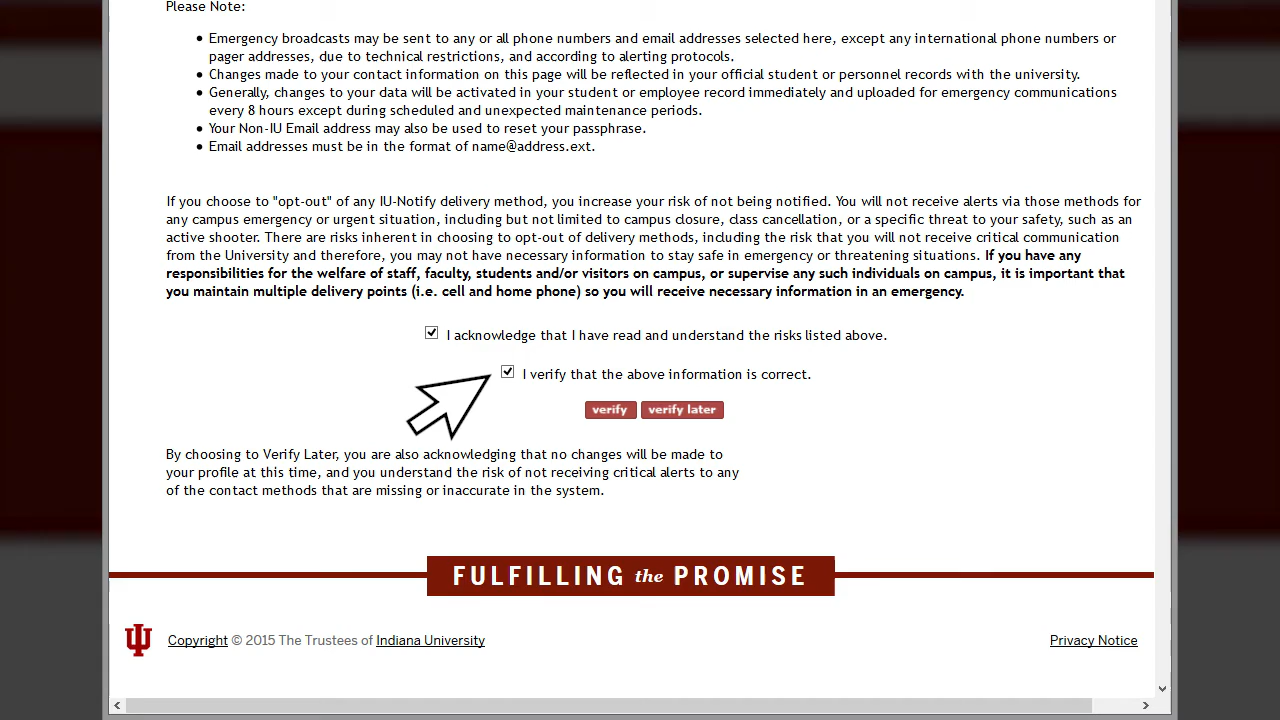 Please Note:
Emergency broadcasts may be sent to any or all phone numbers and email addresses selected here, except any international phone numbers or
pager addresses, due to technical restrictions, and according to alerting protocols.
Changes made to your contact information on this page will be reflected in your official student or personnel records with the university.
Generally, changes to your data will be activated in your student or employee record immediately and uploaded for emergency communications
every 8 hours except during scheduled and unexpected maintenance periods.
Your Non-IU Email address may also be used to reset your passphrase.
Email addresses must be in the format of name@address.ext.
If you choose to "opt-out" of any IU-Notify delivery method, you increase your risk of not being notified. You will not receive alerts via those methods for
any campus emergency or urgent situation, including but not limited to campus closure, class cancellation, or a specific threat to your safety, such as an
active shooter. There are risks inherent in choosing to opt-out of delivery methods, including the risk that you will not receive critical communication
from the University and therefore, you may not have necessary information to stay safe in emergency or threatening situations. If you have any
responsibilities for the welfare of staff, faculty, students and/or visitors on campus, or supervise any such individuals on campus, it is important that
you maintain multiple delivery points (i.e. cell and home phone) so you will receive necessary information in an emergency.
I acknowledge that I have read and understand the risks listed above.
I verify that the above information is correct.
verify verify later
By choosing to Verify Later, you are also acknowledging that no changes will be made to
your profile at this time, and you understand the risk of not receiving critical alerts to any
of the contact methods that are missing or inaccurate in the system.
FULFILLING the PROMISE
Copyright © 2015 The Trustees of Indiana University
Privacy Notice